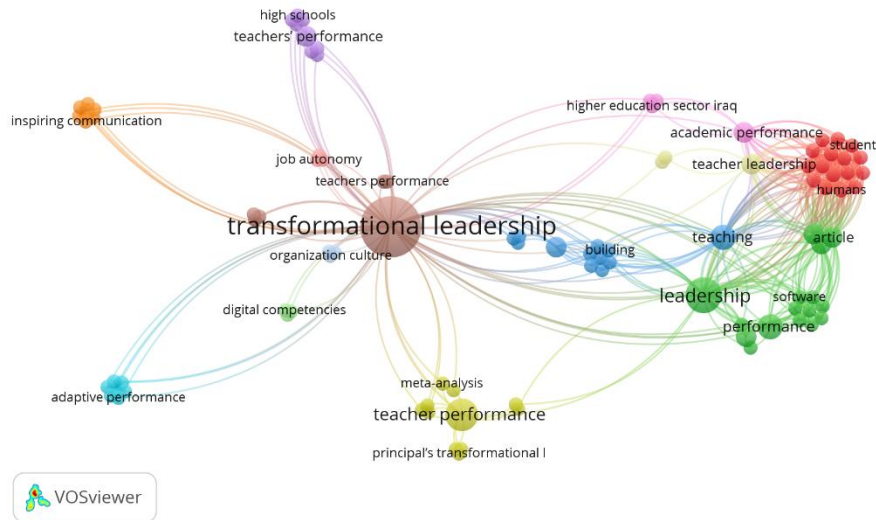 high schools
teachers' performance
inspiring communication
higher education sector iraq
academic performance
student
job autonomy
teacher leadership
teachers performance
humans
transformational leadership
teaching
article
organization culture
building
leadership
software
digital competencies
performance
meta-analysis
adaptive performance
teacher performance
principal's transformational l
VOSviewer